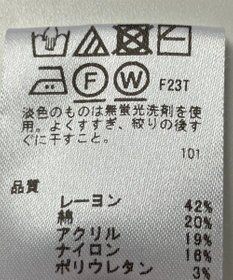 F W F23T
淡色のものは無蛍光洗剤を使
用。よくすすぎ、絞りの後す
ぐに干すこと。
101
品質
レーヨン 42%
綿 20%
アクリル 19%
ナイロン 16%
ポリウレタン 3%